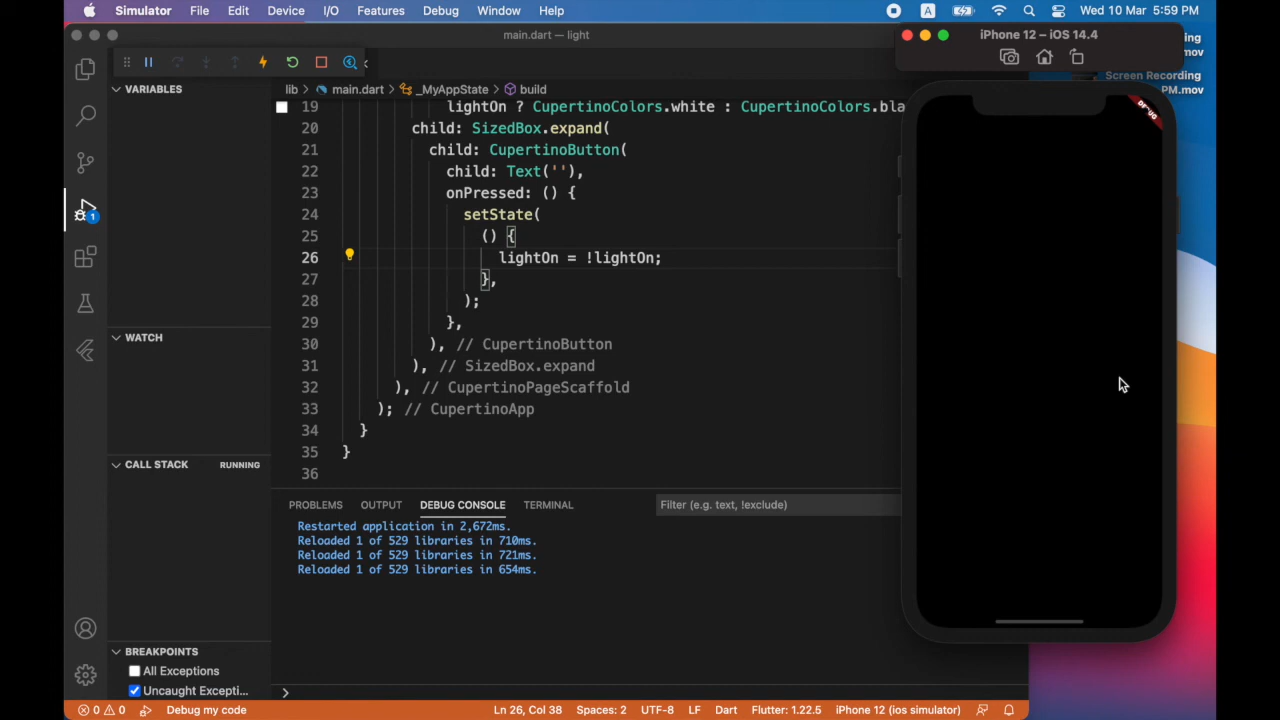 Simulator File Edit Device I/O Features Debug Window Help A Wed 10 Mar 5:59 PM
main.dart — light
iPhone 12 – iOS 14.4
ing
.mov
Screen Recording
PM.mov
VARIABLES
WATCH
CALL STACK RUNNING
BREAKPOINTS
All Exceptions
Uncaught Excepti...
1
lib > main.dart > _MyAppState > build
19 lightOn ? CupertinoColors.white : CupertinoColors.bla
20 child: SizedBox.expand(
21 child: CupertinoButton(
22 child: Text(''),
23 onPressed: () {
24 setState(
25 () {
26 lightOn = !lightOn;
27 },
28 );
29 },
30 ), // CupertinoButton
31 ), // SizedBox.expand
32 ), // CupertinoPageScaffold
33 ); // CupertinoApp
34 }
35 }
36
PROBLEMS OUTPUT DEBUG CONSOLE TERMINAL Filter (e.g. text, !exclude)
Restarted application in 2,672ms.
Reloaded 1 of 529 libraries in 710ms.
Reloaded 1 of 529 libraries in 721ms.
Reloaded 1 of 529 libraries in 654ms.
DEBUG
0 0 Debug my code Ln 26, Col 38 Spaces: 2 UTF-8 LF Dart Flutter: 1.22.5 iPhone 12 (ios simulator)